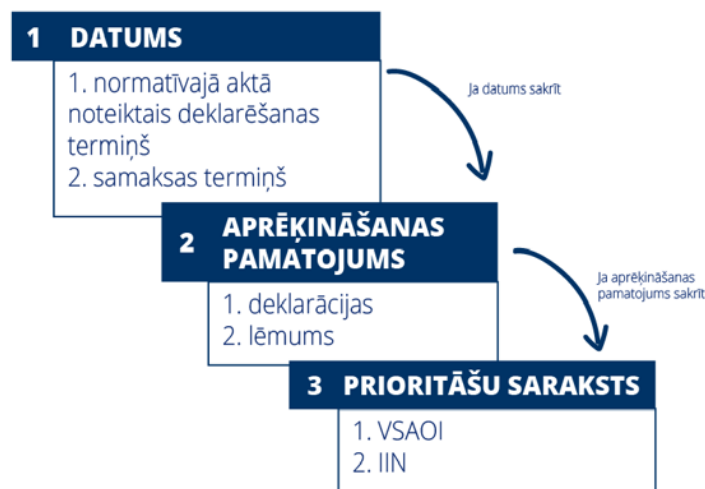 1 DATUMS
1. normatīvajā aktā
noteiktais deklarēšanas
termiņš
2. samaksas termiņš
Ja datums sakrīt
2 APRĒĶINĀŠANAS
PAMATOJUMS
1. deklarācijas
2. lēmums
Ja aprēķināšanas
pamatojums sakrīt
3 PRIORITĀŠU SARAKSTS
1. VSAOI
2. IIN